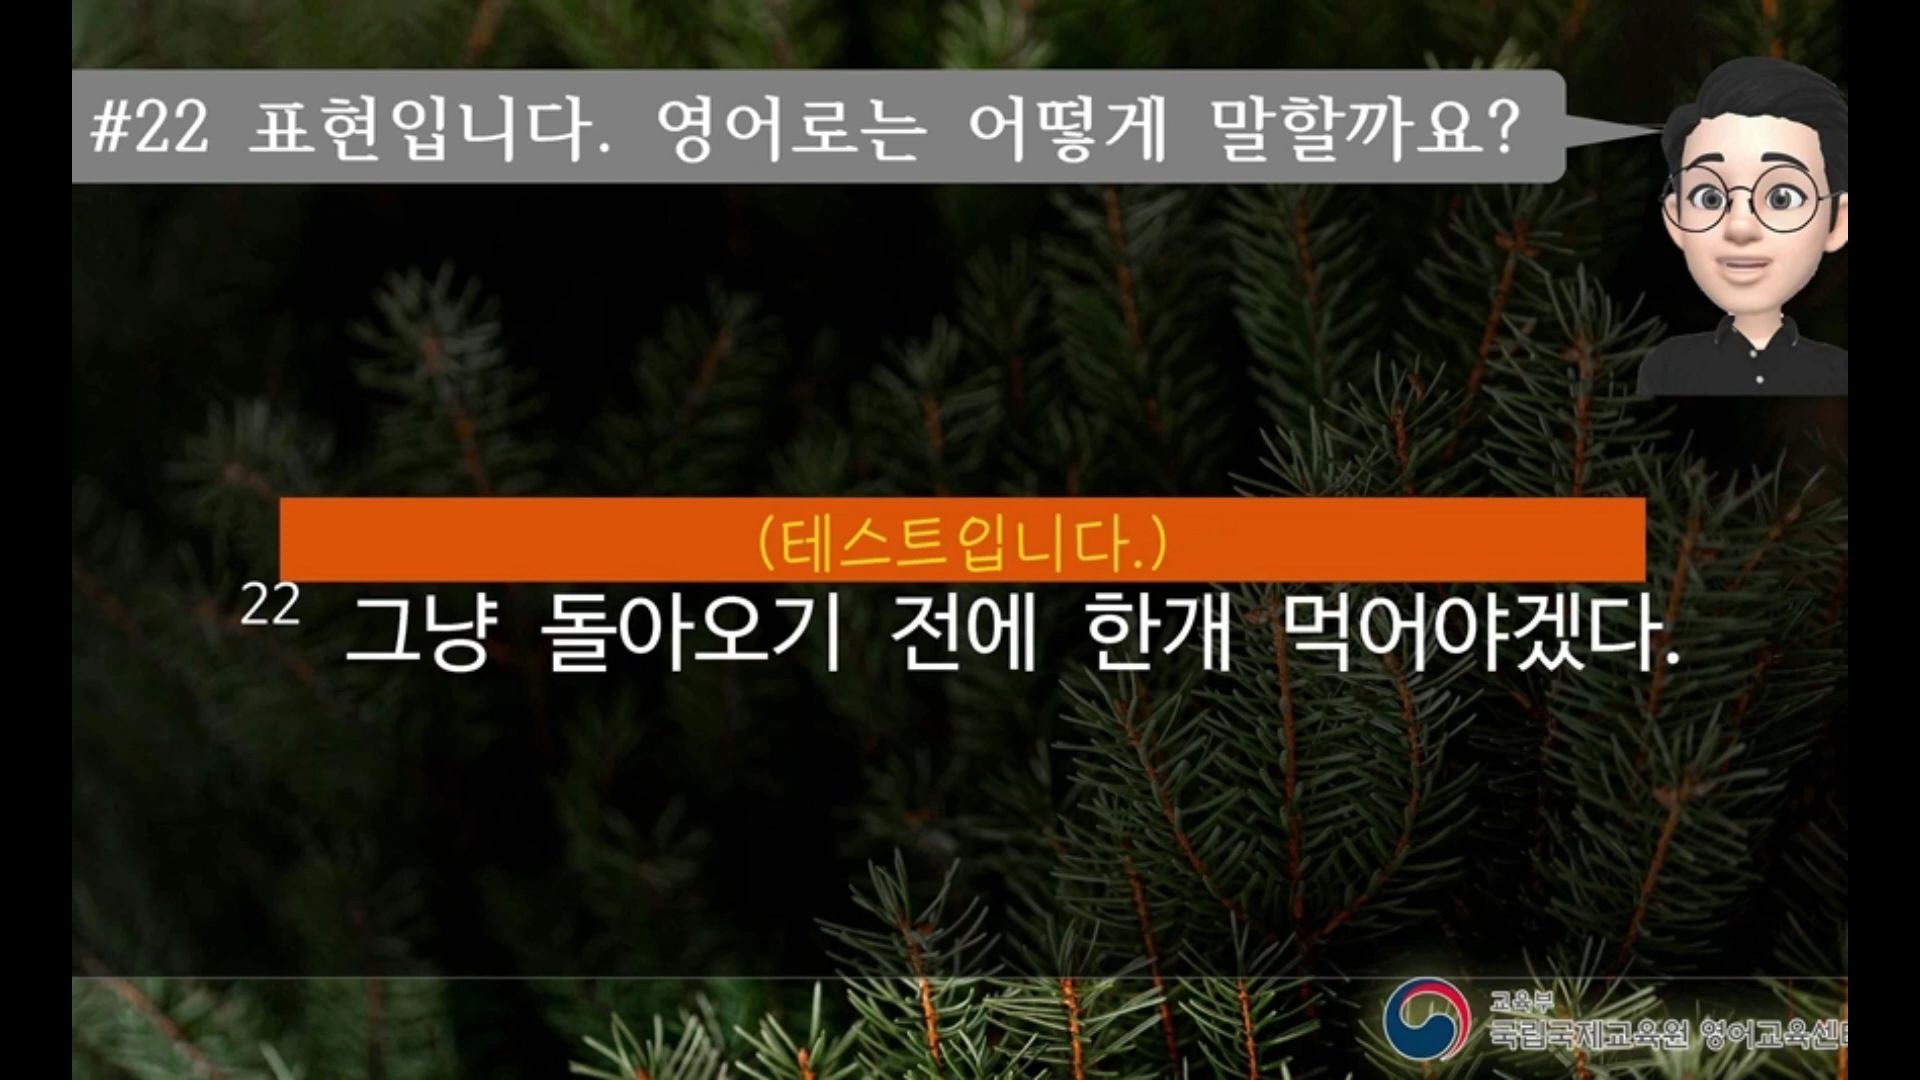 #22 표현입니다. 영어로는 어떻게 말할까요?
(테스트입니다.)
22 그냥 돌아오기 전에 한개 먹어야겠다.
교육부
국립국제교육원 영어교육센터